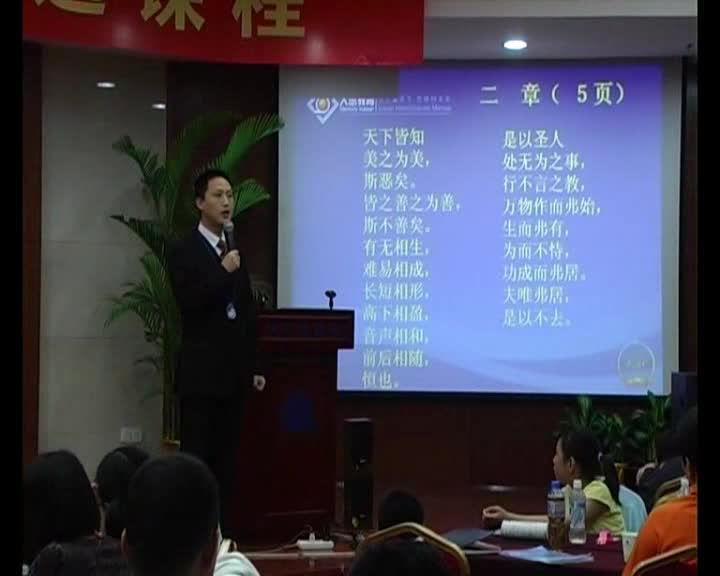 课程
二 章（ 5页）
天下皆知
美之为美，
斯恶矣。
皆之善之为善，
斯不善矣。
有无相生，
难易相成，
长短相形，
高下相盈，
音声相和，
前后相随，
恒也。
是以圣人
处无为之事，
行不言之教，
万物作而弗始，
生而弗有，
为而不恃，
功成而弗居。
夫唯弗居，
是以不去。